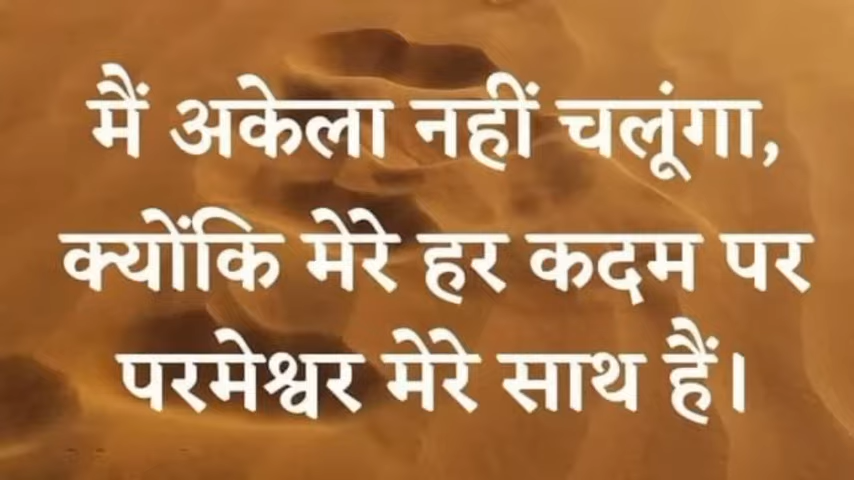 मैं अकेला नहीं चलूंगा,
क्योंकि मेरे हर कदम पर
परमेश्वर मेरे साथ हैं।